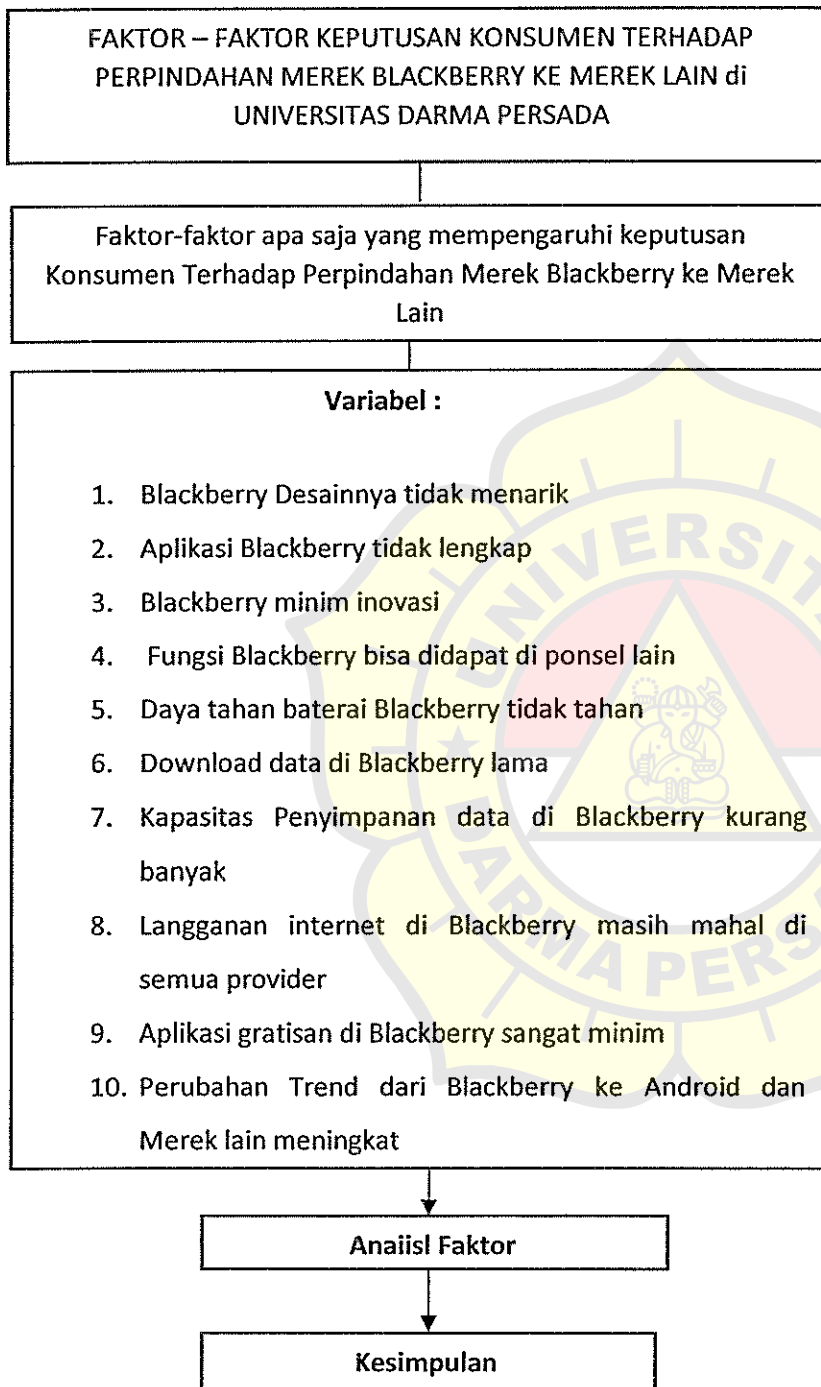 FAKTOR – FAKTOR KEPUTUSAN KONSUMEN TERHADAP
PERPINDAHAN MEREK BLACKBERRY KE MEREK LAIN di
UNIVERSITAS DARMA PERSADA
Faktor-faktor apa saja yang mempengaruhi keputusan
Konsumen Terhadap Perpindahan Merek Blackberry ke Merek
Lain
Variabel :
1. Blackberry Desainnya tidak menarik
2. Aplikasi Blackberry tidak lengkap
3. Blackberry minim inovasi
4. Fungsi Blackberry bisa didapat di ponsel lain
5. Daya tahan baterai Blackberry tidak tahan
6. Download data di Blackberry lama
7. Kapasitas Penyimpanan data di Blackberry kurang
banyak
8. Langganan internet di Blackberry masih mahal di
semua provider
9. Aplikasi gratisan di Blackberry sangat minim
10. Perubahan Trend dari Blackberry ke Android dan
Merek lain meningkat
Anaiisl Faktor
Kesimpulan
UNIVERSITA
DARMA PERS